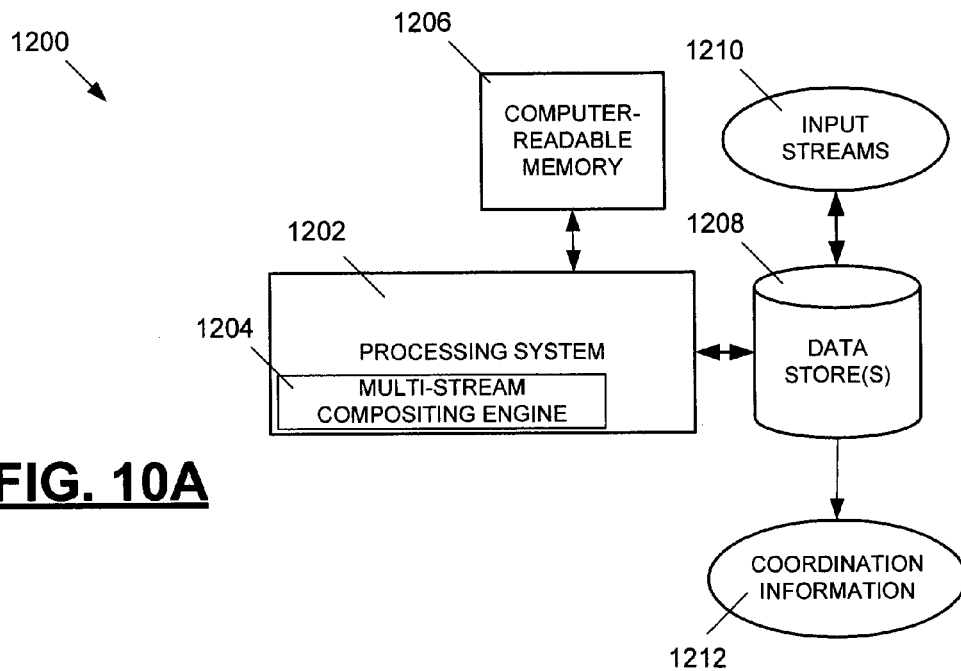 1200
1206
1210
COMPUTER-
READABLE
MEMORY
INPUT
STREAMS
1202
1208
1204
PROCESSING SYSTEM
MULTI-STREAM
COMPOSITING ENGINE
DATA
STORE(S)
FIG. 10A
COORDINATION
INFORMATION
1212